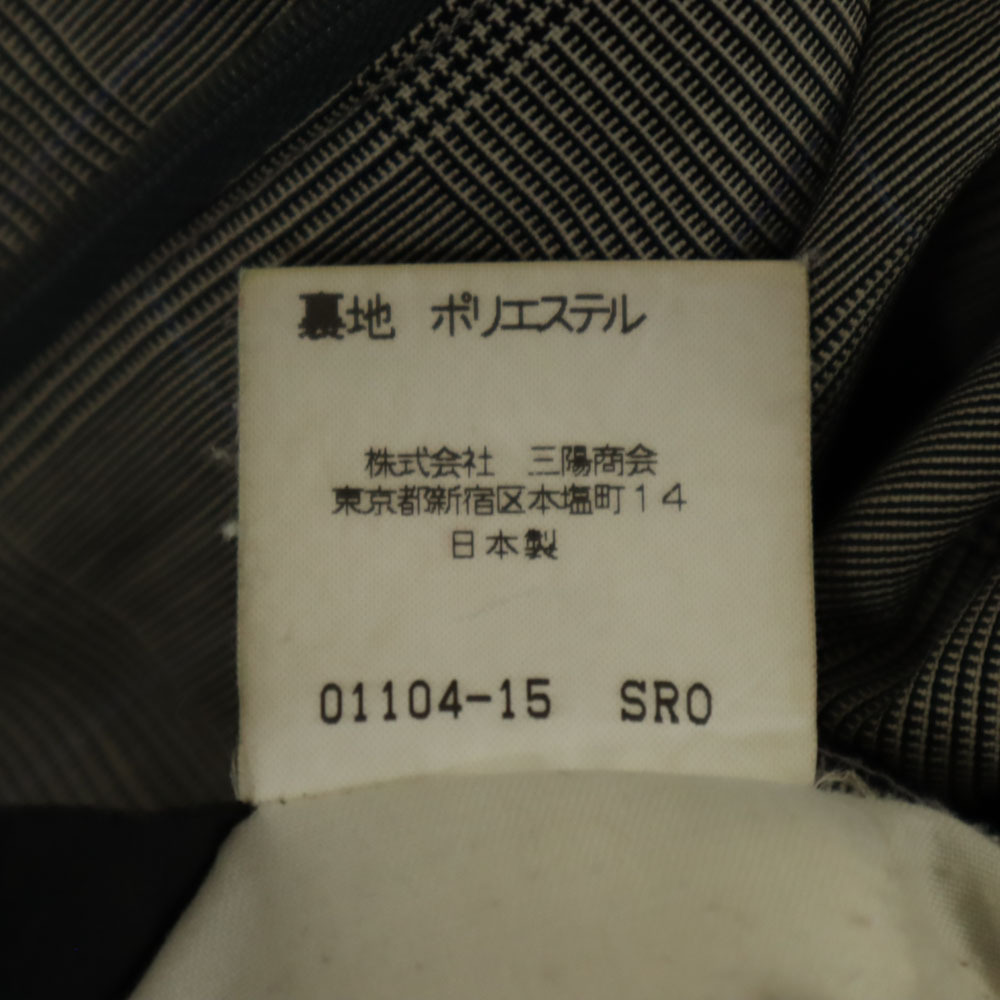 裏地 ポリエステル
株式会社 三陽商会
東京都新宿区本塩町14
日本製
01104-15 SRO